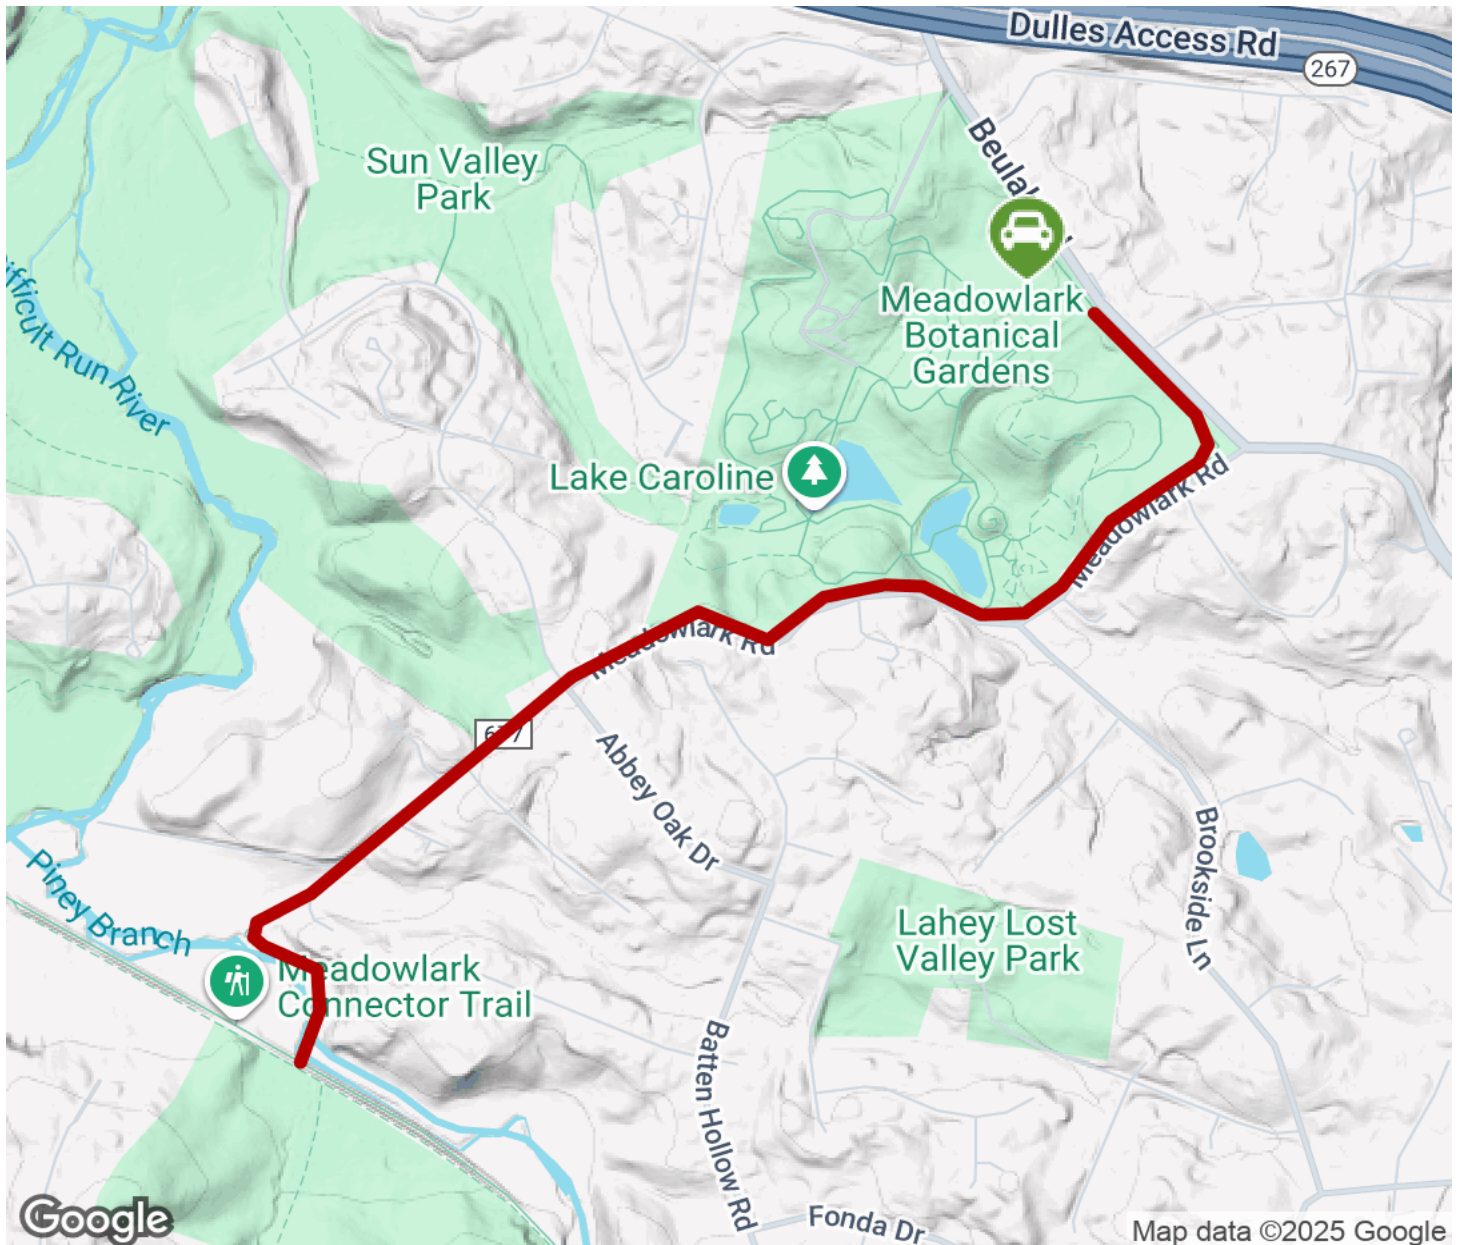 Dulles Access Rd
267
Sun Valley
Park
Meadowlark
Botanical
Gardens
Lake Caroline
Meadowlark Rd
Meadowlark Rd
Abbey Oak Dr
Brookside Ln
Piney Branch
Lahey Lost
Valley Park
Meadowlark
Connector Trail
Batten Hollow Rd
Fonda Dr
Run River
Google
Map data ©2025 Google